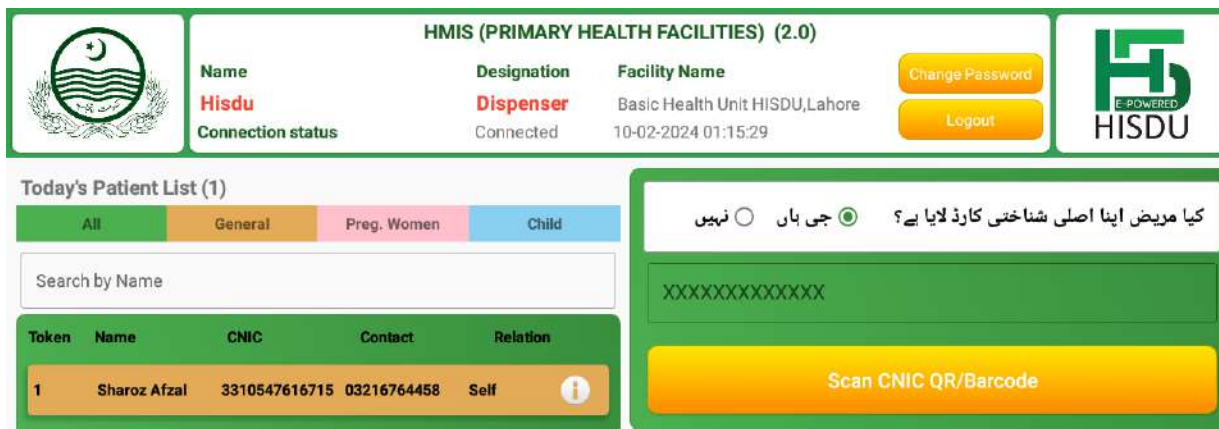 HMIS (PRIMARY HEALTH FACILITIES) (2.0)
Name Designation Facility Name
Hisdu Dispenser Basic Health Unit HISDU,Lahore
Connection status Connected 10-02-2024 01:15:29
Change Password
Logout
E-POWERED
HISDU
Today's Patient List (1)
All General Preg. Women Child
Search by Name
Token Name CNIC Contact Relation
1 Sharoz Afzal 3310547616715 03216764458 Self i
کیا مریض اپنا اصلی شناختی کارڈ لایا ہے؟ جی ہاں نہیں
XXXXXXXXXXXXX
Scan CNIC QR/Barcode